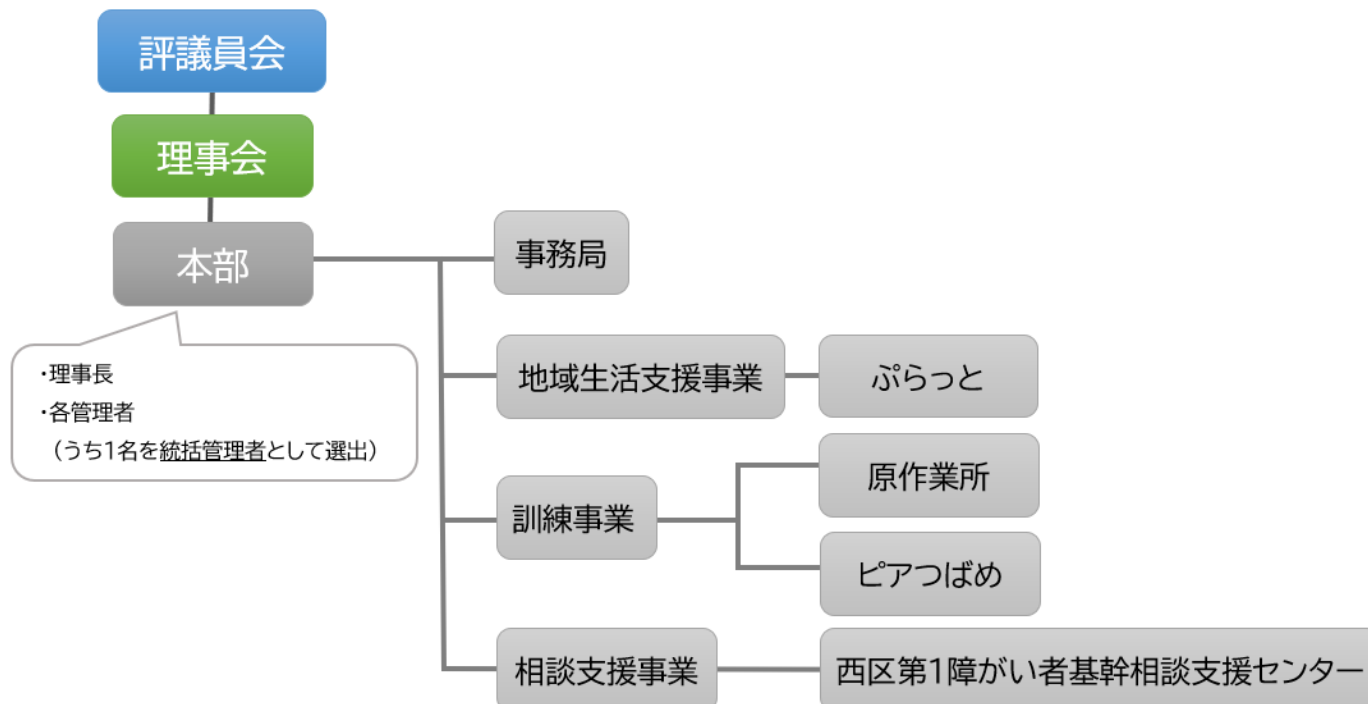 評議員会
理事会
本部
・理事長
・各管理者
（うち1名を統括管理者として選出）
事務局
地域生活支援事業
ぷらっと
訓練事業
原作業所
ピアつばめ
相談支援事業
西区第1障がい者基幹相談支援センター